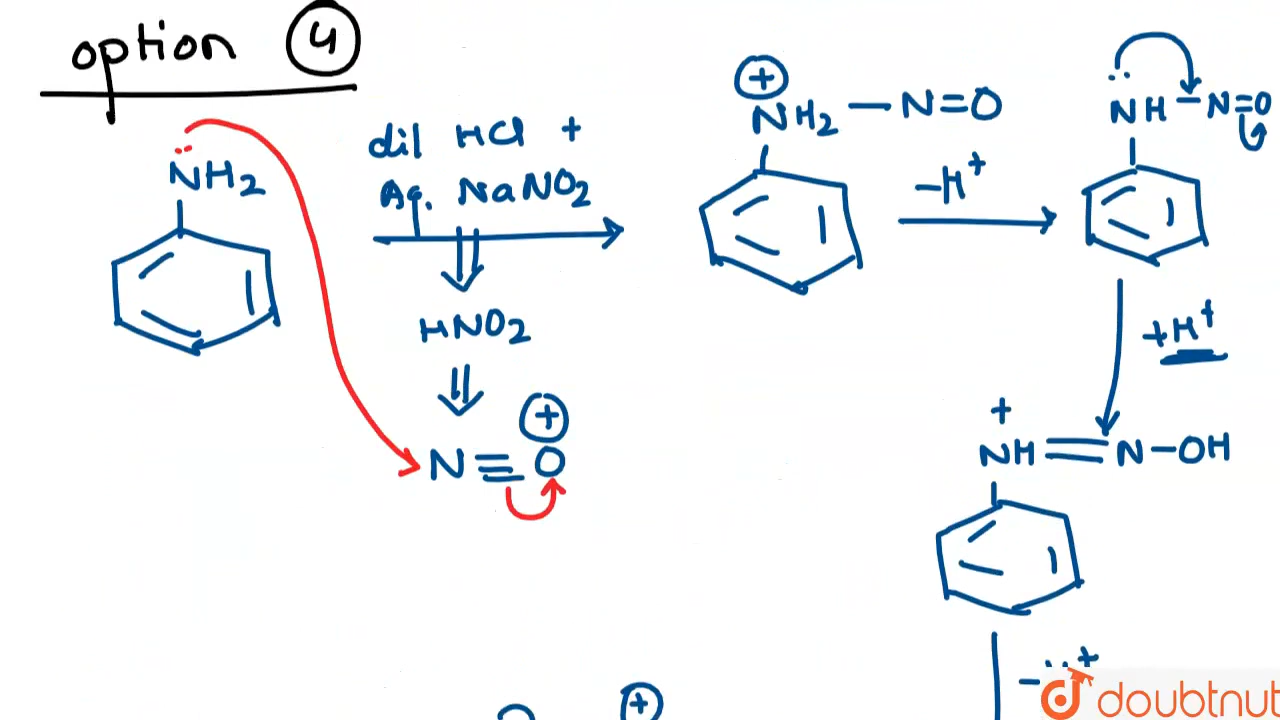 option 4
NH2
dil HCl +
Aq. NaNO2
HNO2
N≡O
+
+
NH2 — N=O
-H+
NH — N=O
+H+
+
NH = N - OH
+
doubtnut